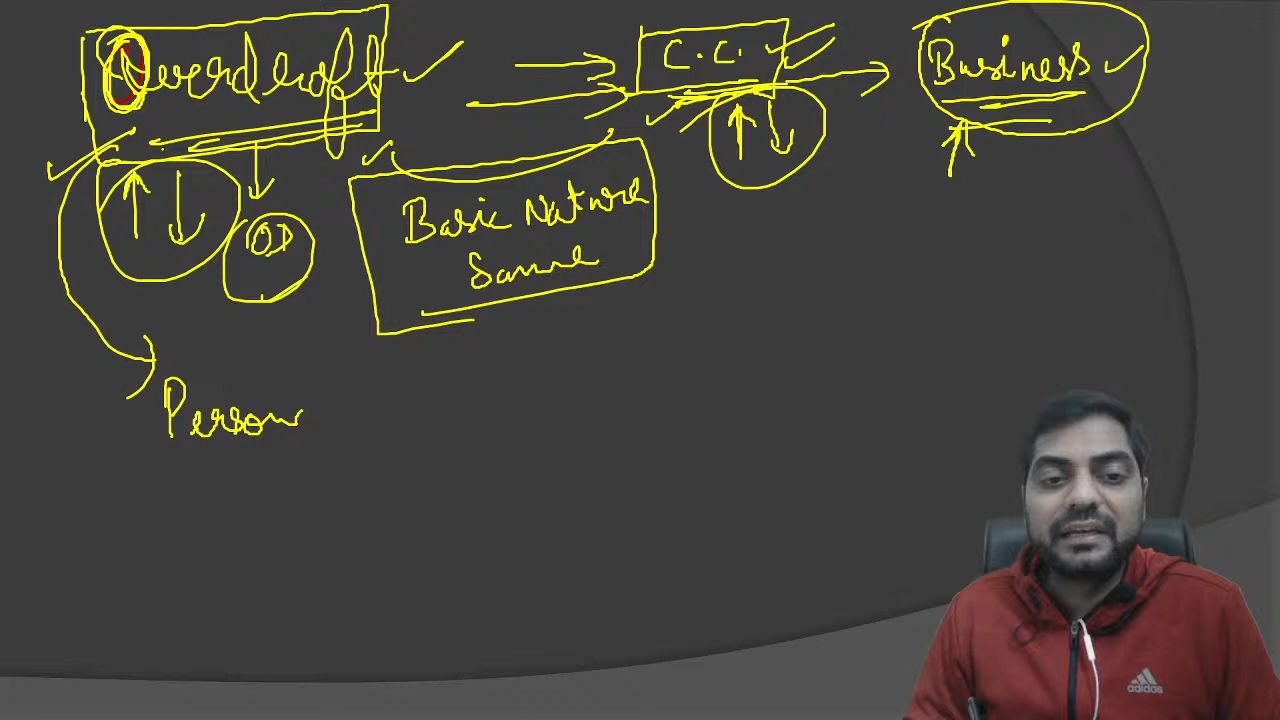 Overdraft
C.C.
Business
OD
Basic Nature
Same
Person
adidas